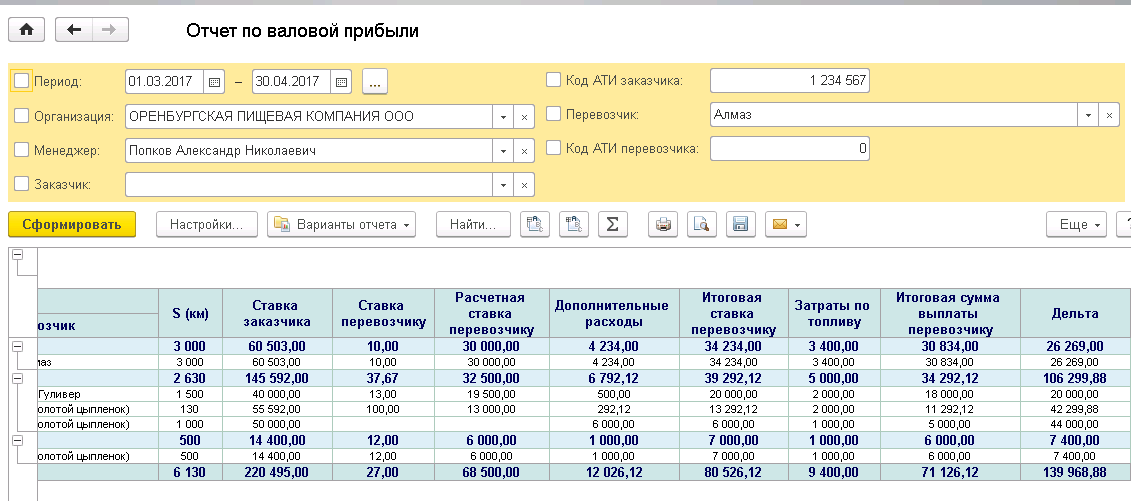 Отчет по валовой прибыли
Период: 01.03.2017 – 30.04.2017 ... Код АТИ заказчика: 1 234 567
Организация: ОРЕНБУРГСКАЯ ПИЩЕВАЯ КОМПАНИЯ ООО Перевозчик: Алмаз
Менеджер: Попков Александр Николаевич Код АТИ перевозчика: 0
Заказчик:
Сформировать Настройки... Варианты отчета Найти... Σ Еще ?
озчик S (км) Ставка заказчика Ставка перевозчику Расчетная ставка перевозчику Дополнительные расходы Итоговая ставка перевозчику Затраты по топливу Итоговая сумма выплаты перевозчику Дельта
3 000 60 503,00 10,00 30 000,00 4 234,00 34 234,00 3 400,00 30 834,00 26 269,00
маз 3 000 60 503,00 10,00 30 000,00 4 234,00 34 234,00 3 400,00 30 834,00 26 269,00
2 630 145 592,00 37,67 32 500,00 6 792,12 39 292,12 5 000,00 34 292,12 106 299,88
Гуливер 1 500 40 000,00 13,00 19 500,00 500,00 20 000,00 2 000,00 18 000,00 20 000,00
олотой цыпленок) 130 55 592,00 100,00 13 000,00 292,12 13 292,12 2 000,00 11 292,12 42 299,88
олотой цыпленок) 1 000 50 000,00 6 000,00 6 000,00 1 000,00 5 000,00 44 000,00
500 14 400,00 12,00 6 000,00 1 000,00 7 000,00 1 000,00 6 000,00 7 400,00
олотой цыпленок) 500 14 400,00 12,00 6 000,00 1 000,00 7 000,00 1 000,00 6 000,00 7 400,00
6 130 220 495,00 27,00 68 500,00 12 026,12 80 526,12 9 400,00 71 126,12 139 968,88